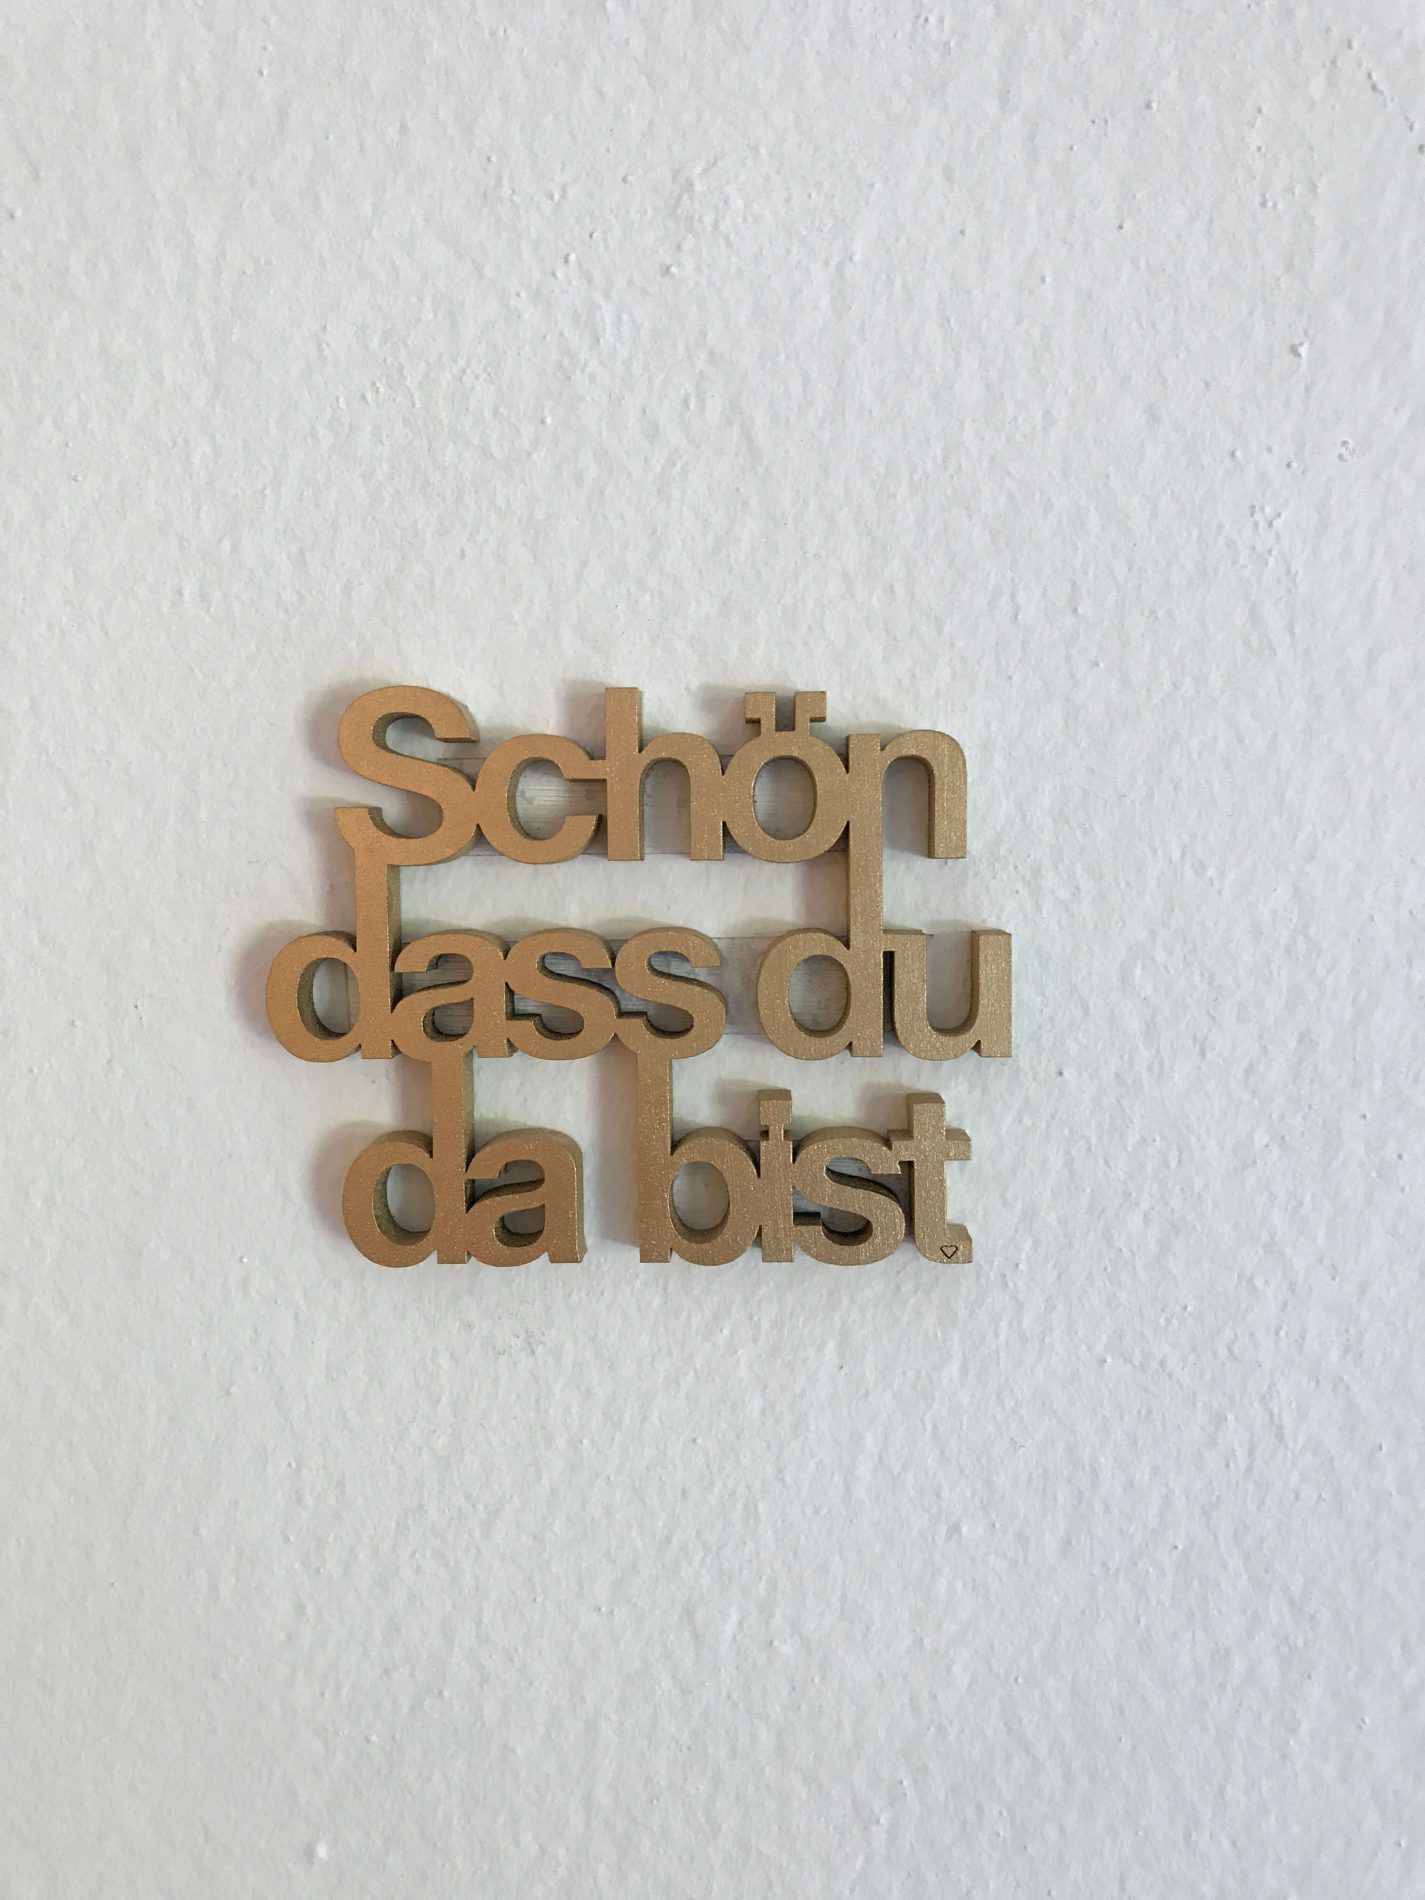 Schön
dass du
da bist